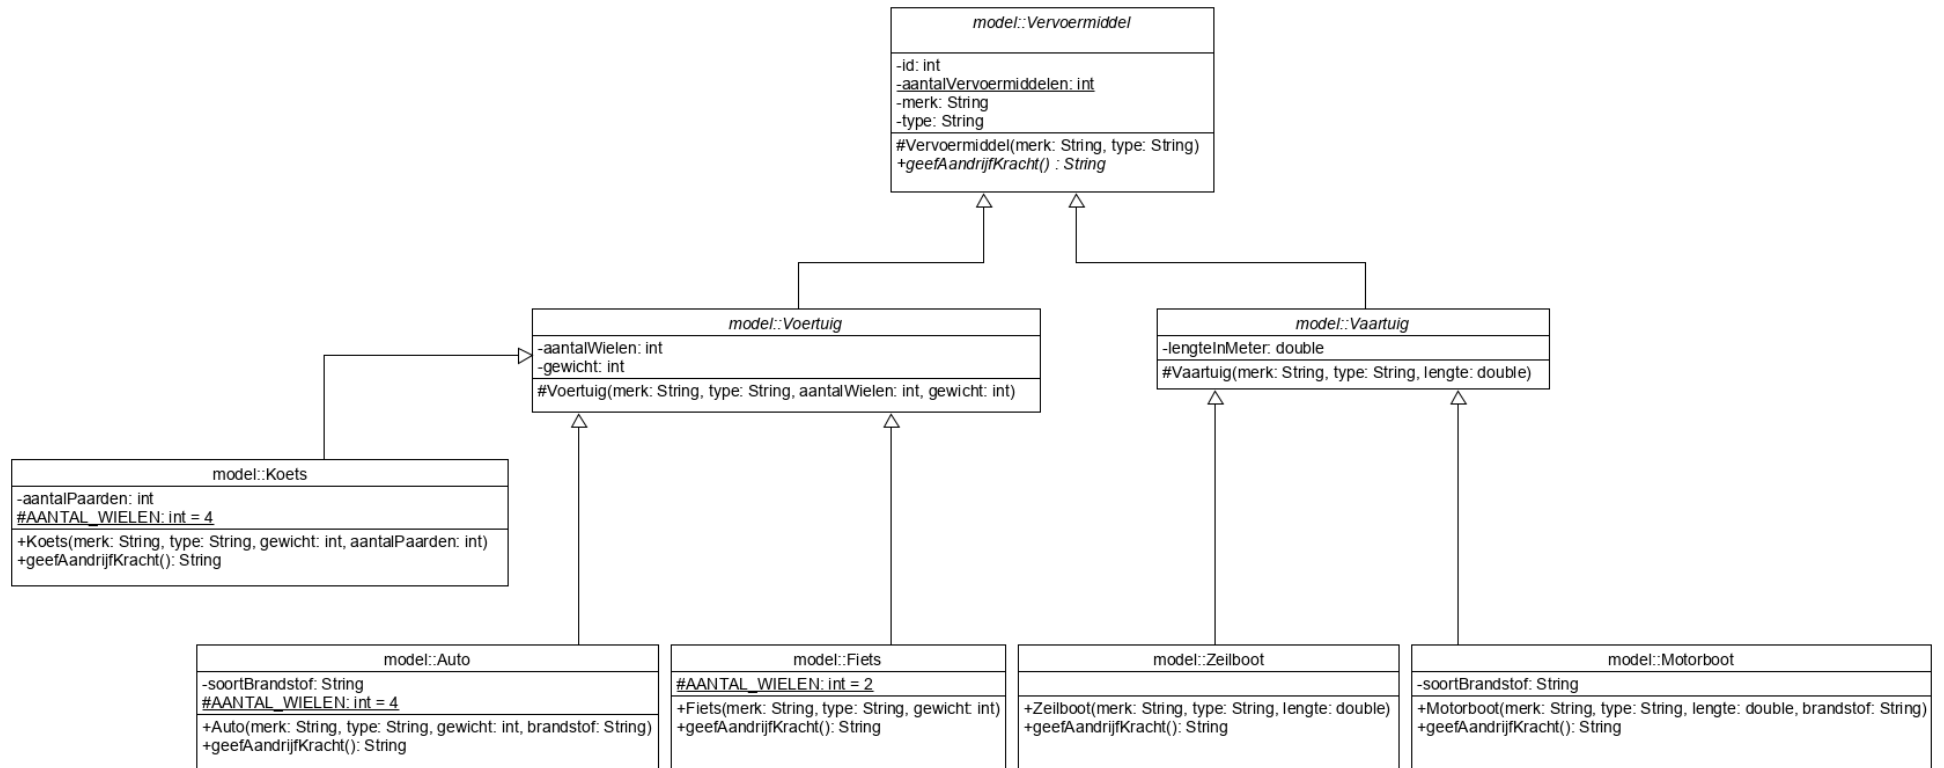 model::Vervoermiddel
-id: int
-aantalVervoermiddelen: int
-merk: String
-type: String
#Vervoermiddel(merk: String, type: String)
+geefAandrijfKracht() : String
model::Voertuig
-aantalWielen: int
-gewicht: int
#Voertuig(merk: String, type: String, aantalWielen: int, gewicht: int)
model::Vaartuig
-lengteInMeter: double
#Vaartuig(merk: String, type: String, lengte: double)
model::Koets
-aantalPaarden: int
#AANTAL_WIELEN: int = 4
+Koets(merk: String, type: String, gewicht: int, aantalPaarden: int)
+geefAandrijfKracht(): String
model::Auto
-soortBrandstof: String
#AANTAL_WIELEN: int = 4
+Auto(merk: String, type: String, gewicht: int, brandstof: String)
+geefAandrijfKracht(): String
model::Fiets
#AANTAL_WIELEN: int = 2
+Fiets(merk: String, type: String, gewicht: int)
+geefAandrijfKracht(): String
model::Zeilboot
+Zeilboot(merk: String, type: String, lengte: double)
+geefAandrijfKracht(): String
model::Motorboot
-soortBrandstof: String
+Motorboot(merk: String, type: String, lengte: double, brandstof: String)
+geefAandrijfKracht(): String